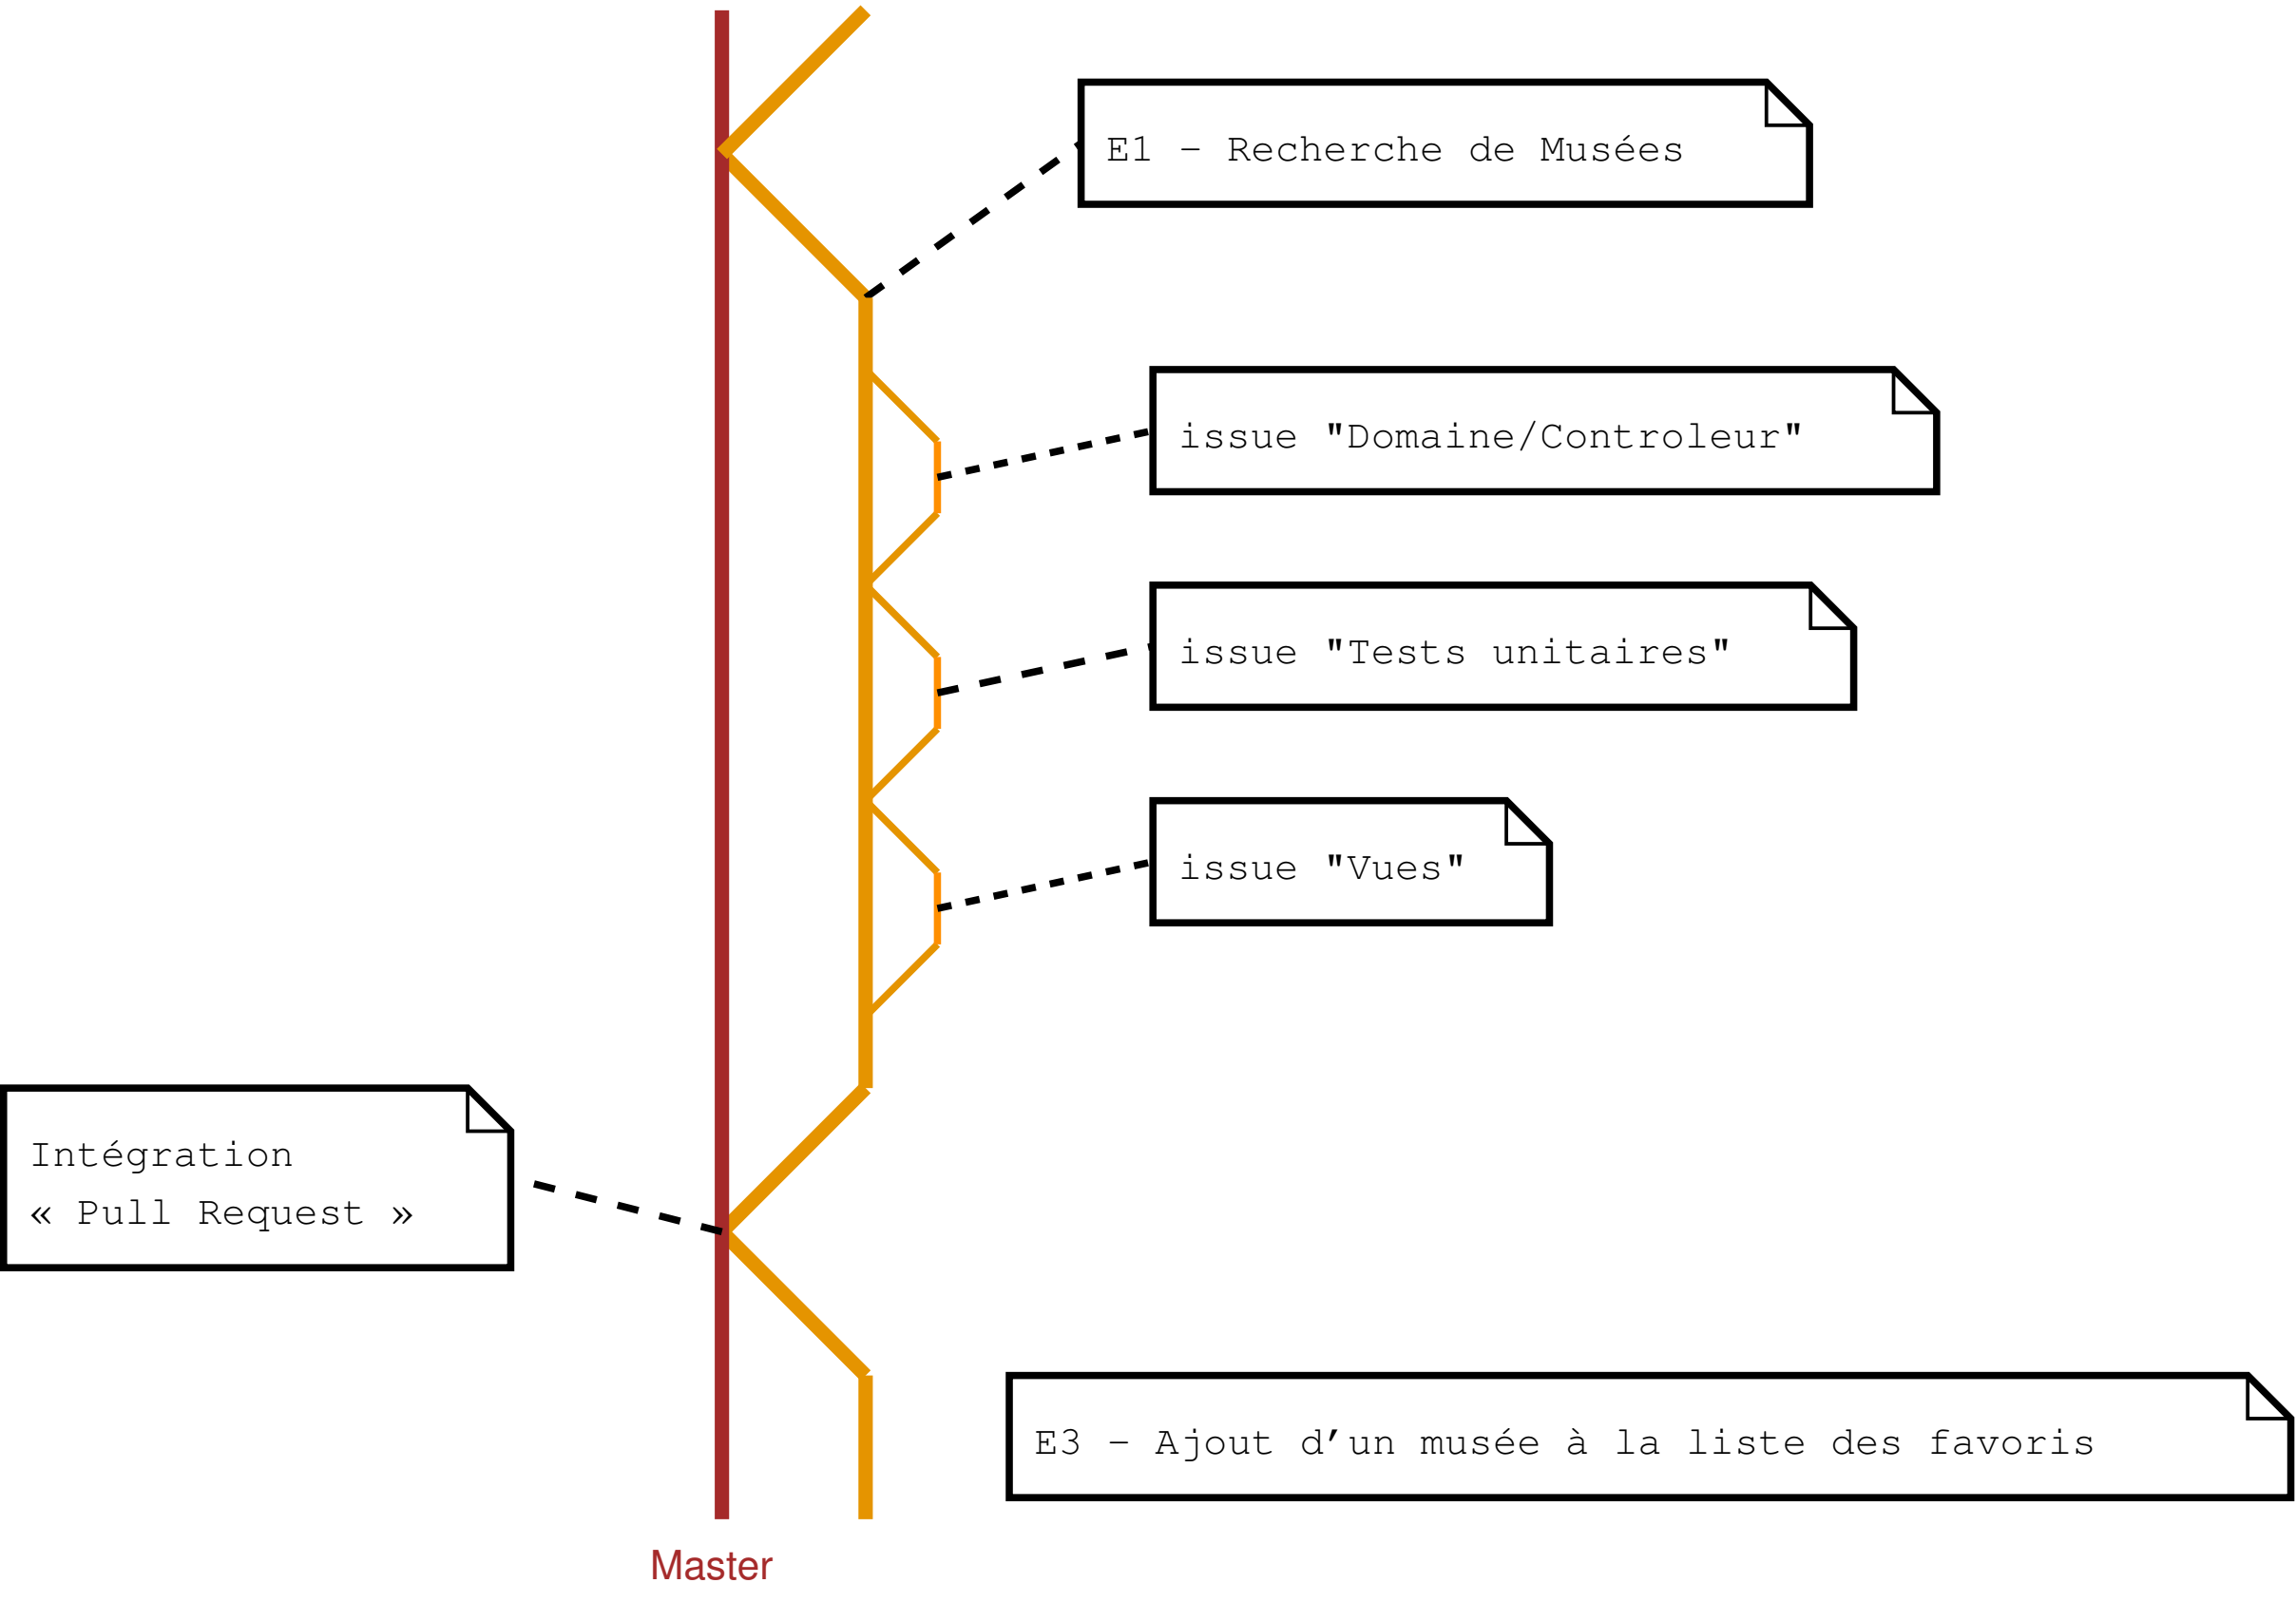 E1 – Recherche de Musées
issue "Domaine/Controleur"
issue "Tests unitaires"
issue "Vues"
Intégration
« Pull Request »
E3 – Ajout d’un musée à la liste des favoris
Master